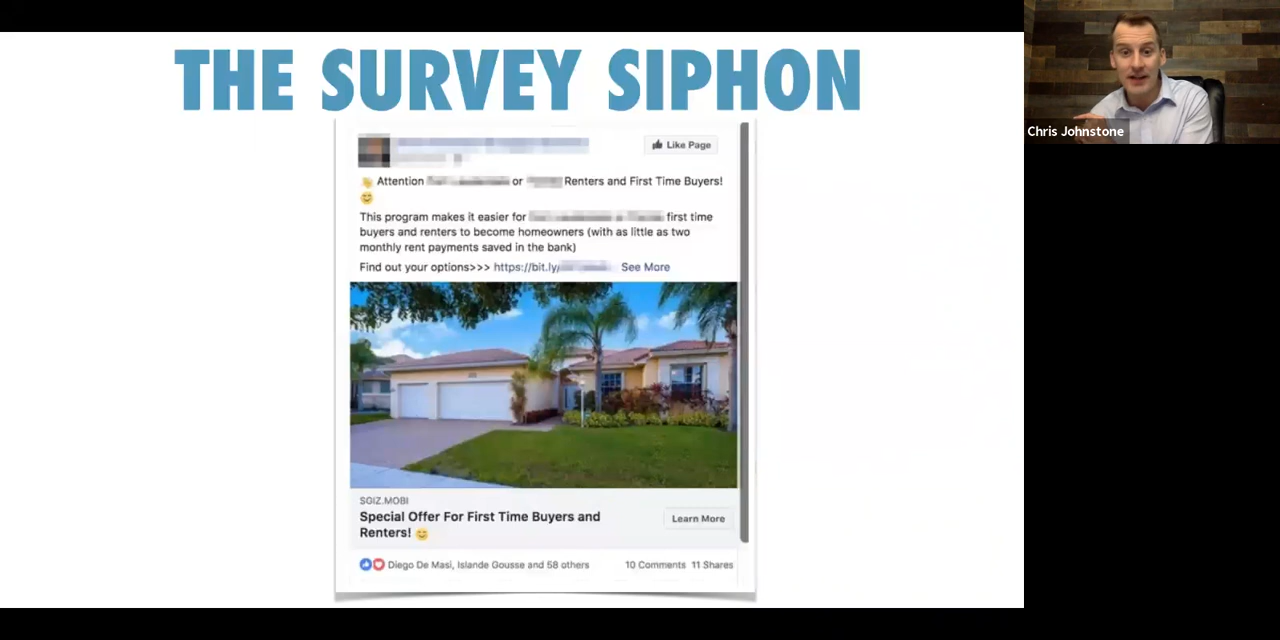 THE SURVEY SIPHON
Chris Johnstone
Like Page
Attention or Renters and First Time Buyers!
This program makes it easier for first time
buyers and renters to become homeowners (with as little as two
monthly rent payments saved in the bank)
Find out your options>>> https://bit.ly/ See More
SGIZ.MOBI
Special Offer For First Time Buyers and
Renters!
Learn More
Diego De Masi, Islande Gousse and 58 others
10 Comments 11 Shares